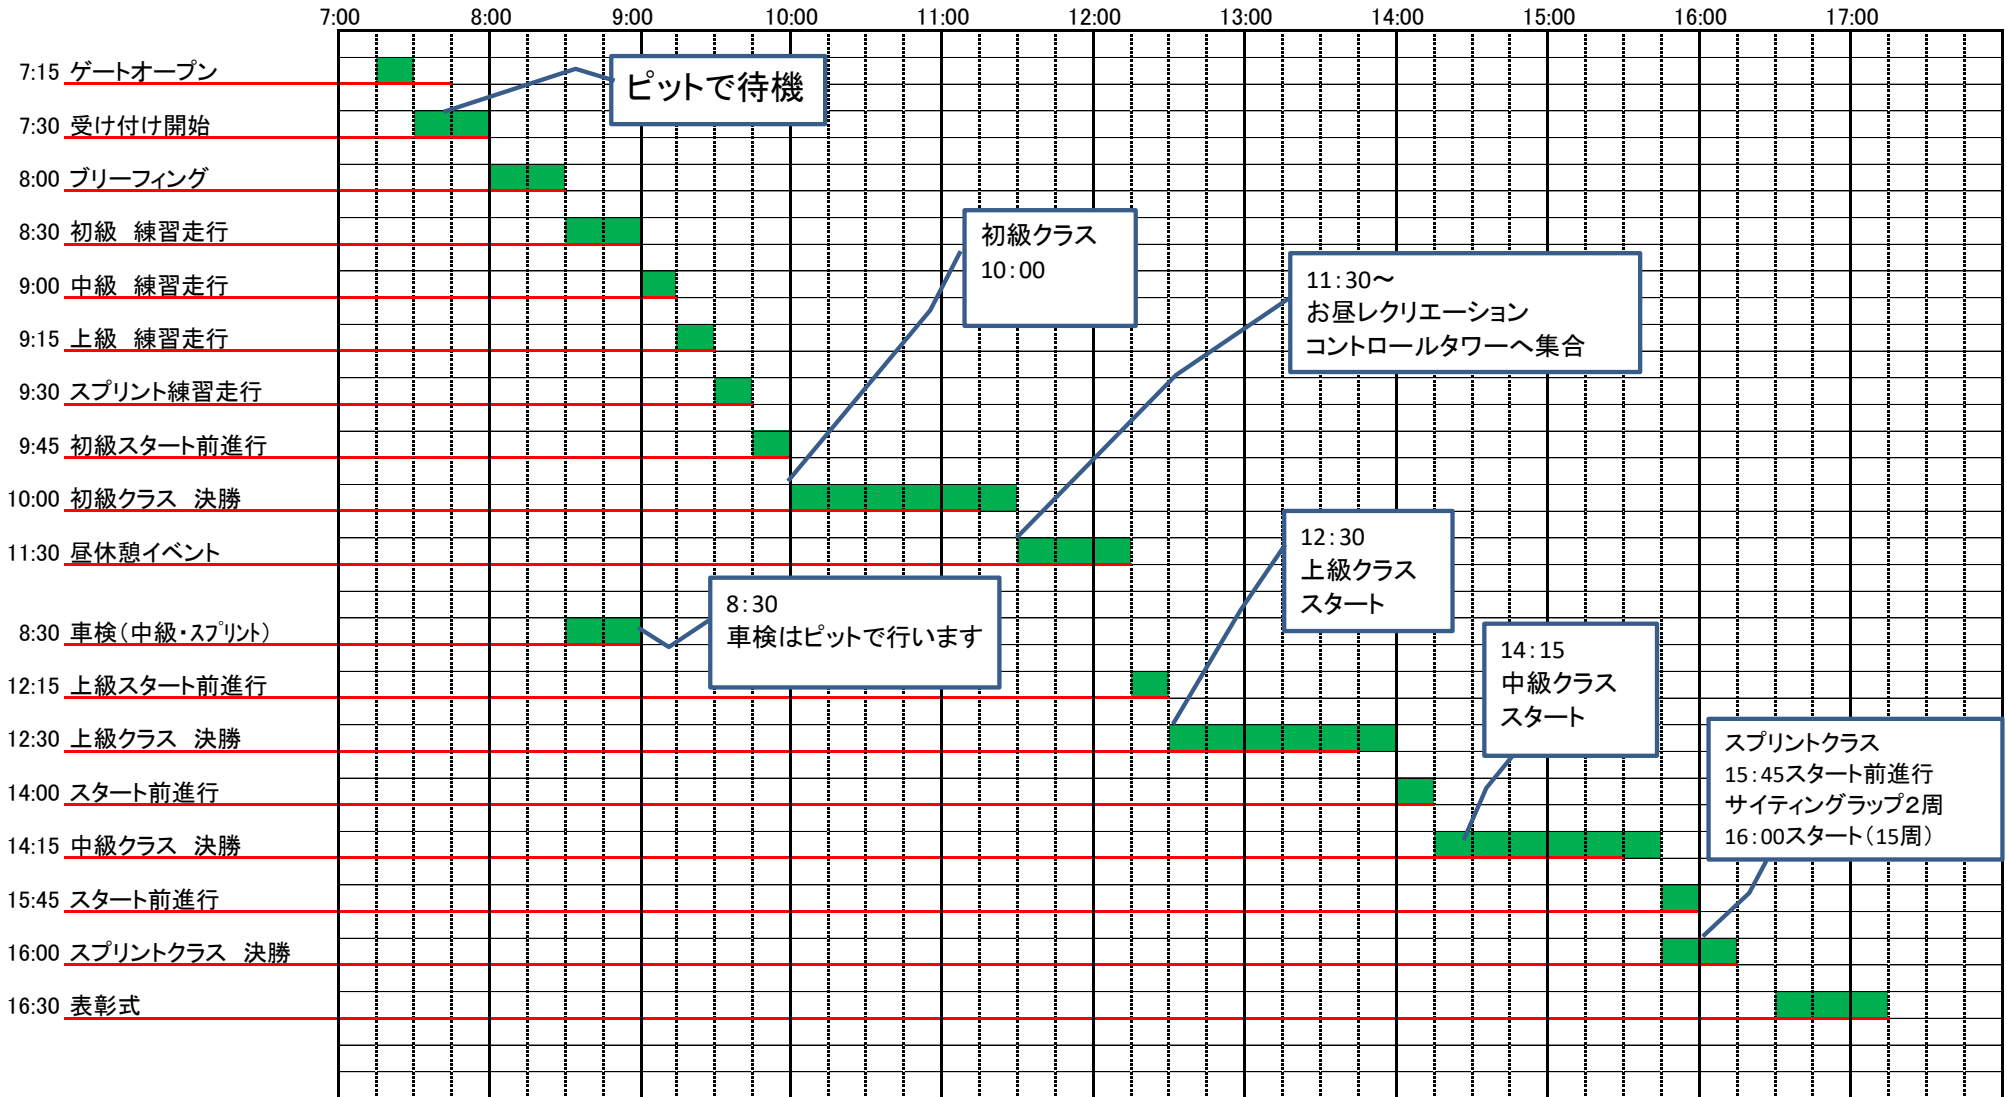 7:00 8:00 9:00 10:00 11:00 12:00 13:00 14:00 15:00 16:00 17:00
7:15 ゲートオープン
ピットで待機
7:30 受け付け開始
8:00 ブリーフィング
8:30 初級　練習走行
初級クラス
10:00
9:00 中級　練習走行
11:30～
お昼レクリエーション
コントロールタワーへ集合
9:15 上級　練習走行
9:30 スプリント練習走行
9:45 初級スタート前進行
10:00 初級クラス　決勝
11:30 昼休憩イベント
12:30
上級クラス
スタート
8:30 車検（中級・スプリント）
8:30
車検はピットで行います
12:15 上級スタート前進行
14:15
中級クラス
スタート
12:30 上級クラス　決勝
スプリントクラス
15:45スタート前進行
サイティングラップ２周
16:00スタート（15周）
14:00 スタート前進行
14:15 中級クラス　決勝
15:45 スタート前進行
16:00 スプリントクラス　決勝
16:30 表彰式